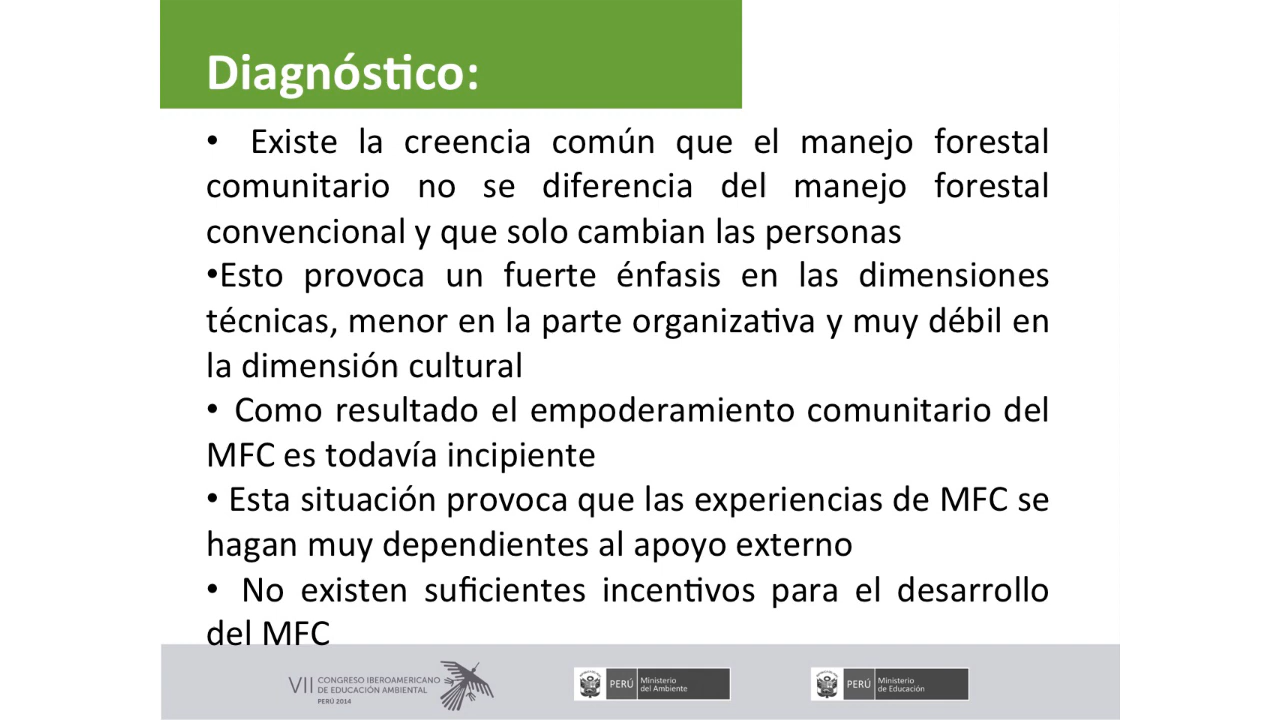 Diagnóstico:
• Existe la creencia común que el manejo forestal
comunitario no se diferencia del manejo forestal
convencional y que solo cambian las personas
•Esto provoca un fuerte énfasis en las dimensiones
técnicas, menor en la parte organizativa y muy débil en
la dimensión cultural
• Como resultado el empoderamiento comunitario del
MFC es todavía incipiente
• Esta situación provoca que las experiencias de MFC se
hagan muy dependientes al apoyo externo
• No existen suficientes incentivos para el desarrollo
del MFC
VII CONGRESO IBEROAMERICANO
DE EDUCACIÓN AMBIENTAL
PERÚ 2014
PERÚ Ministerio
del Ambiente
PERÚ Ministerio
de Educación